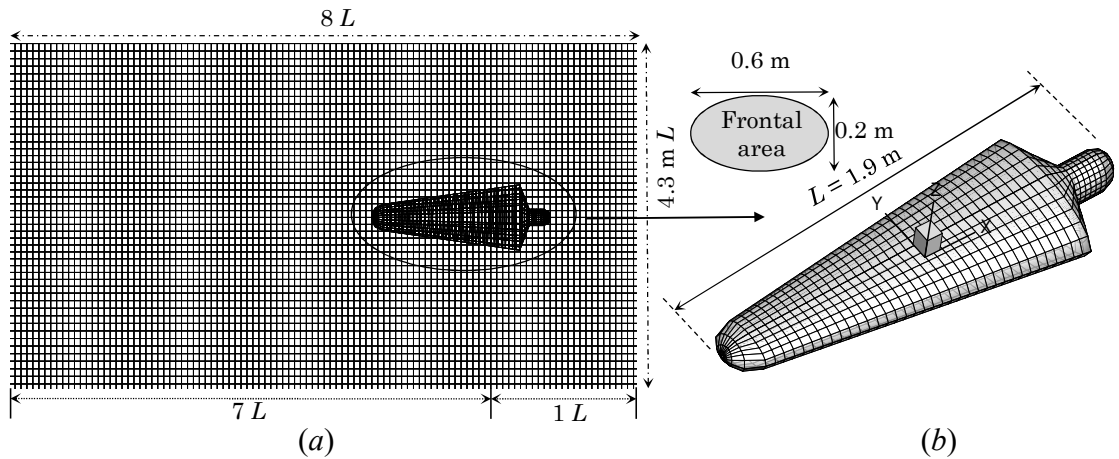 8 L
0.6 m
Frontal
area
0.2 m
4.3 m L
L = 1.9 m
Y
X
7 L
1 L
(a)
(b)